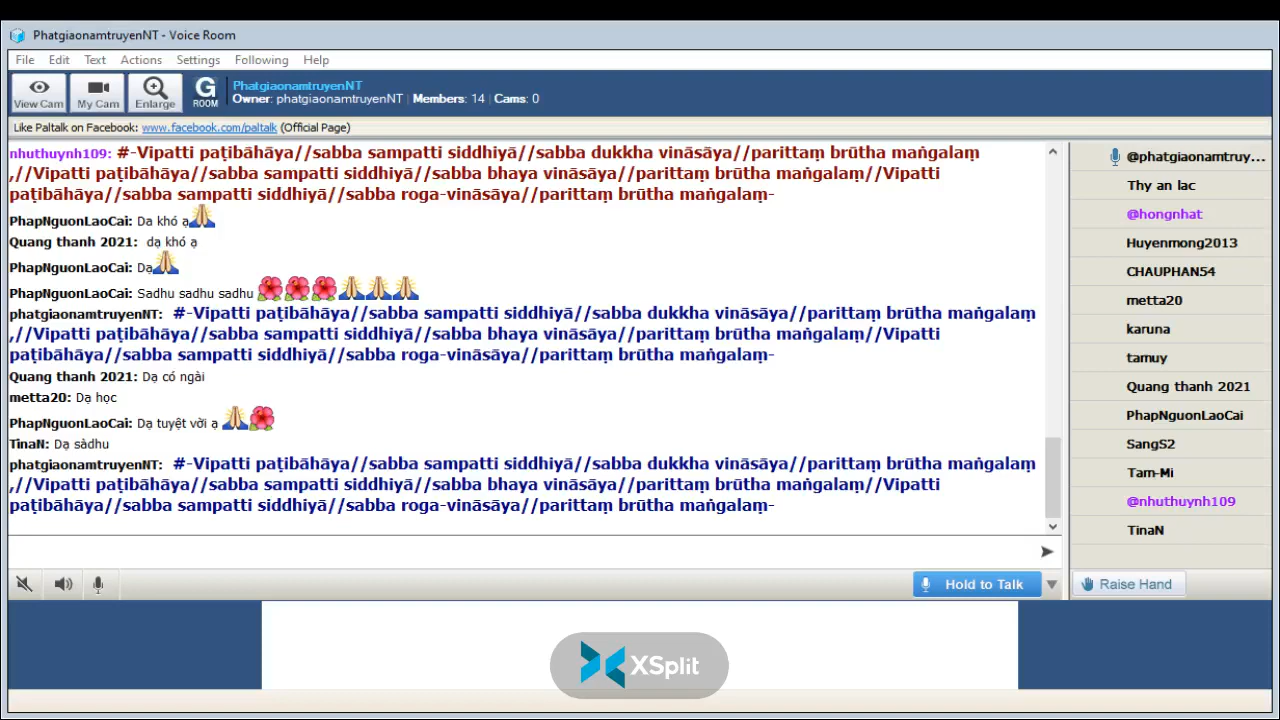 PhatgiaonamtruyenNT - Voice Room
File Edit Text Actions Settings Following Help
View Cam My Cam Enlarge G ROOM
PhatgiaonamtruyenNT
Owner: phatgiaonamtruyenNT | Members: 14 | Cams: 0
Like Paltalk on Facebook: www.facebook.com/paltalk (Official Page)
nhuthuynh109: #-Vipatti paṭibāhāya//sabba sampatti siddhiyā//sabba dukkha vināsāya//parittaṃ brūtha maṅgalaṃ
,//Vipatti paṭibāhāya//sabba sampatti siddhiyā//sabba bhaya vināsāya//parittaṃ brūtha maṅgalaṃ//Vipatti
paṭibāhāya//sabba sampatti siddhiyā//sabba roga-vināsāya//parittaṃ brūtha maṅgalaṃ-
PhapNguonLaoCai: Da khó ạ
Quang thanh 2021: dạ khó ạ
PhapNguonLaoCai: Dạ
PhapNguonLaoCai: Sadhu sadhu sadhu
phatgiaonamtruyenNT: #-Vipatti paṭibāhāya//sabba sampatti siddhiyā//sabba dukkha vināsāya//parittaṃ brūtha maṅgalaṃ
,//Vipatti paṭibāhāya//sabba sampatti siddhiyā//sabba bhaya vināsāya//parittaṃ brūtha maṅgalaṃ//Vipatti
paṭibāhāya//sabba sampatti siddhiyā//sabba roga-vināsāya//parittaṃ brūtha maṅgalaṃ-
Quang thanh 2021: Dạ có ngài
metta20: Dạ học
PhapNguonLaoCai: Dạ tuyệt vời ạ
TinaN: Dạ sàdhu
phatgiaonamtruyenNT: #-Vipatti paṭibāhāya//sabba sampatti siddhiyā//sabba dukkha vināsāya//parittaṃ brūtha maṅgalaṃ
,//Vipatti paṭibāhāya//sabba sampatti siddhiyā//sabba bhaya vināsāya//parittaṃ brūtha maṅgalaṃ//Vipatti
paṭibāhāya//sabba sampatti siddhiyā//sabba roga-vināsāya//parittaṃ brūtha maṅgalaṃ-
@phatgiaonamtruy...
Thy an lac
@hongnhat
Huyenmong2013
CHAUPHAN54
metta20
karuna
tamuy
Quang thanh 2021
PhapNguonLaoCai
SangS2
Tam-Mi
@nhuthuynh109
TinaN
Hold to Talk
Raise Hand
XSplit